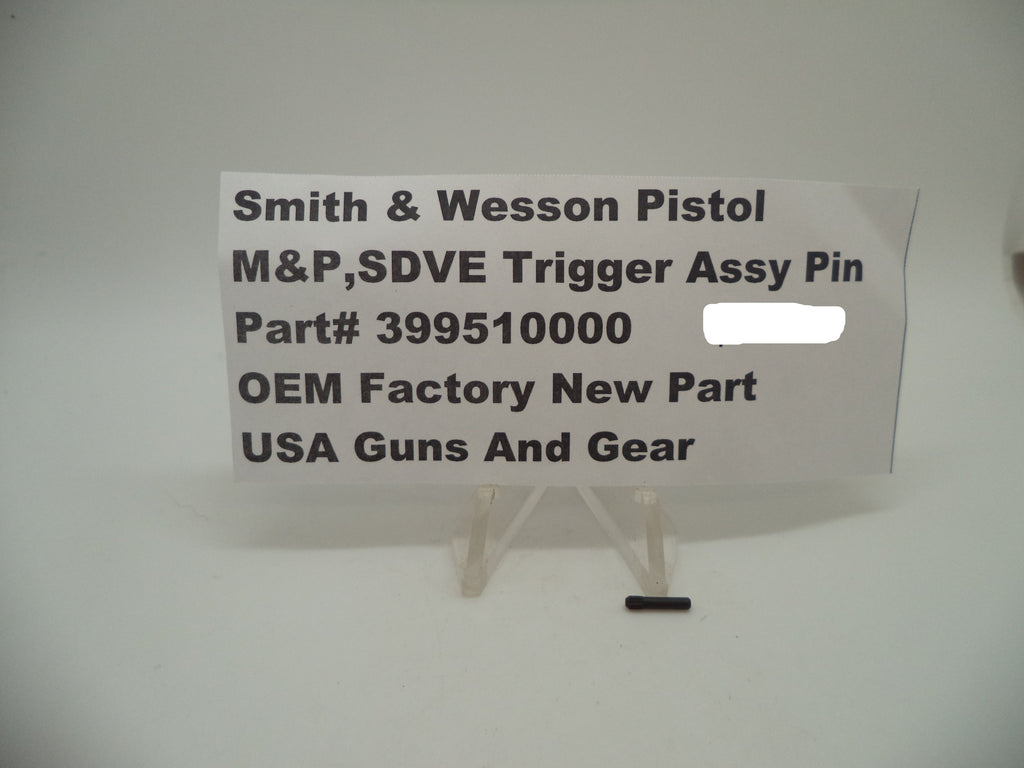 Smith & Wesson Pistol
M&P,SDVE Trigger Assy Pin
Part# 399510000
OEM Factory New Part
USA Guns And Gear